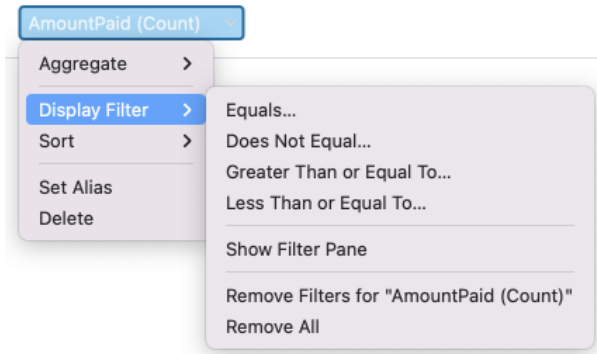 AmountPaid (Count)
Aggregate
Display Filter
Sort
Set Alias
Delete
Equals...
Does Not Equal...
Greater Than or Equal To...
Less Than or Equal To...
Show Filter Pane
Remove Filters for "AmountPaid (Count)"
Remove All